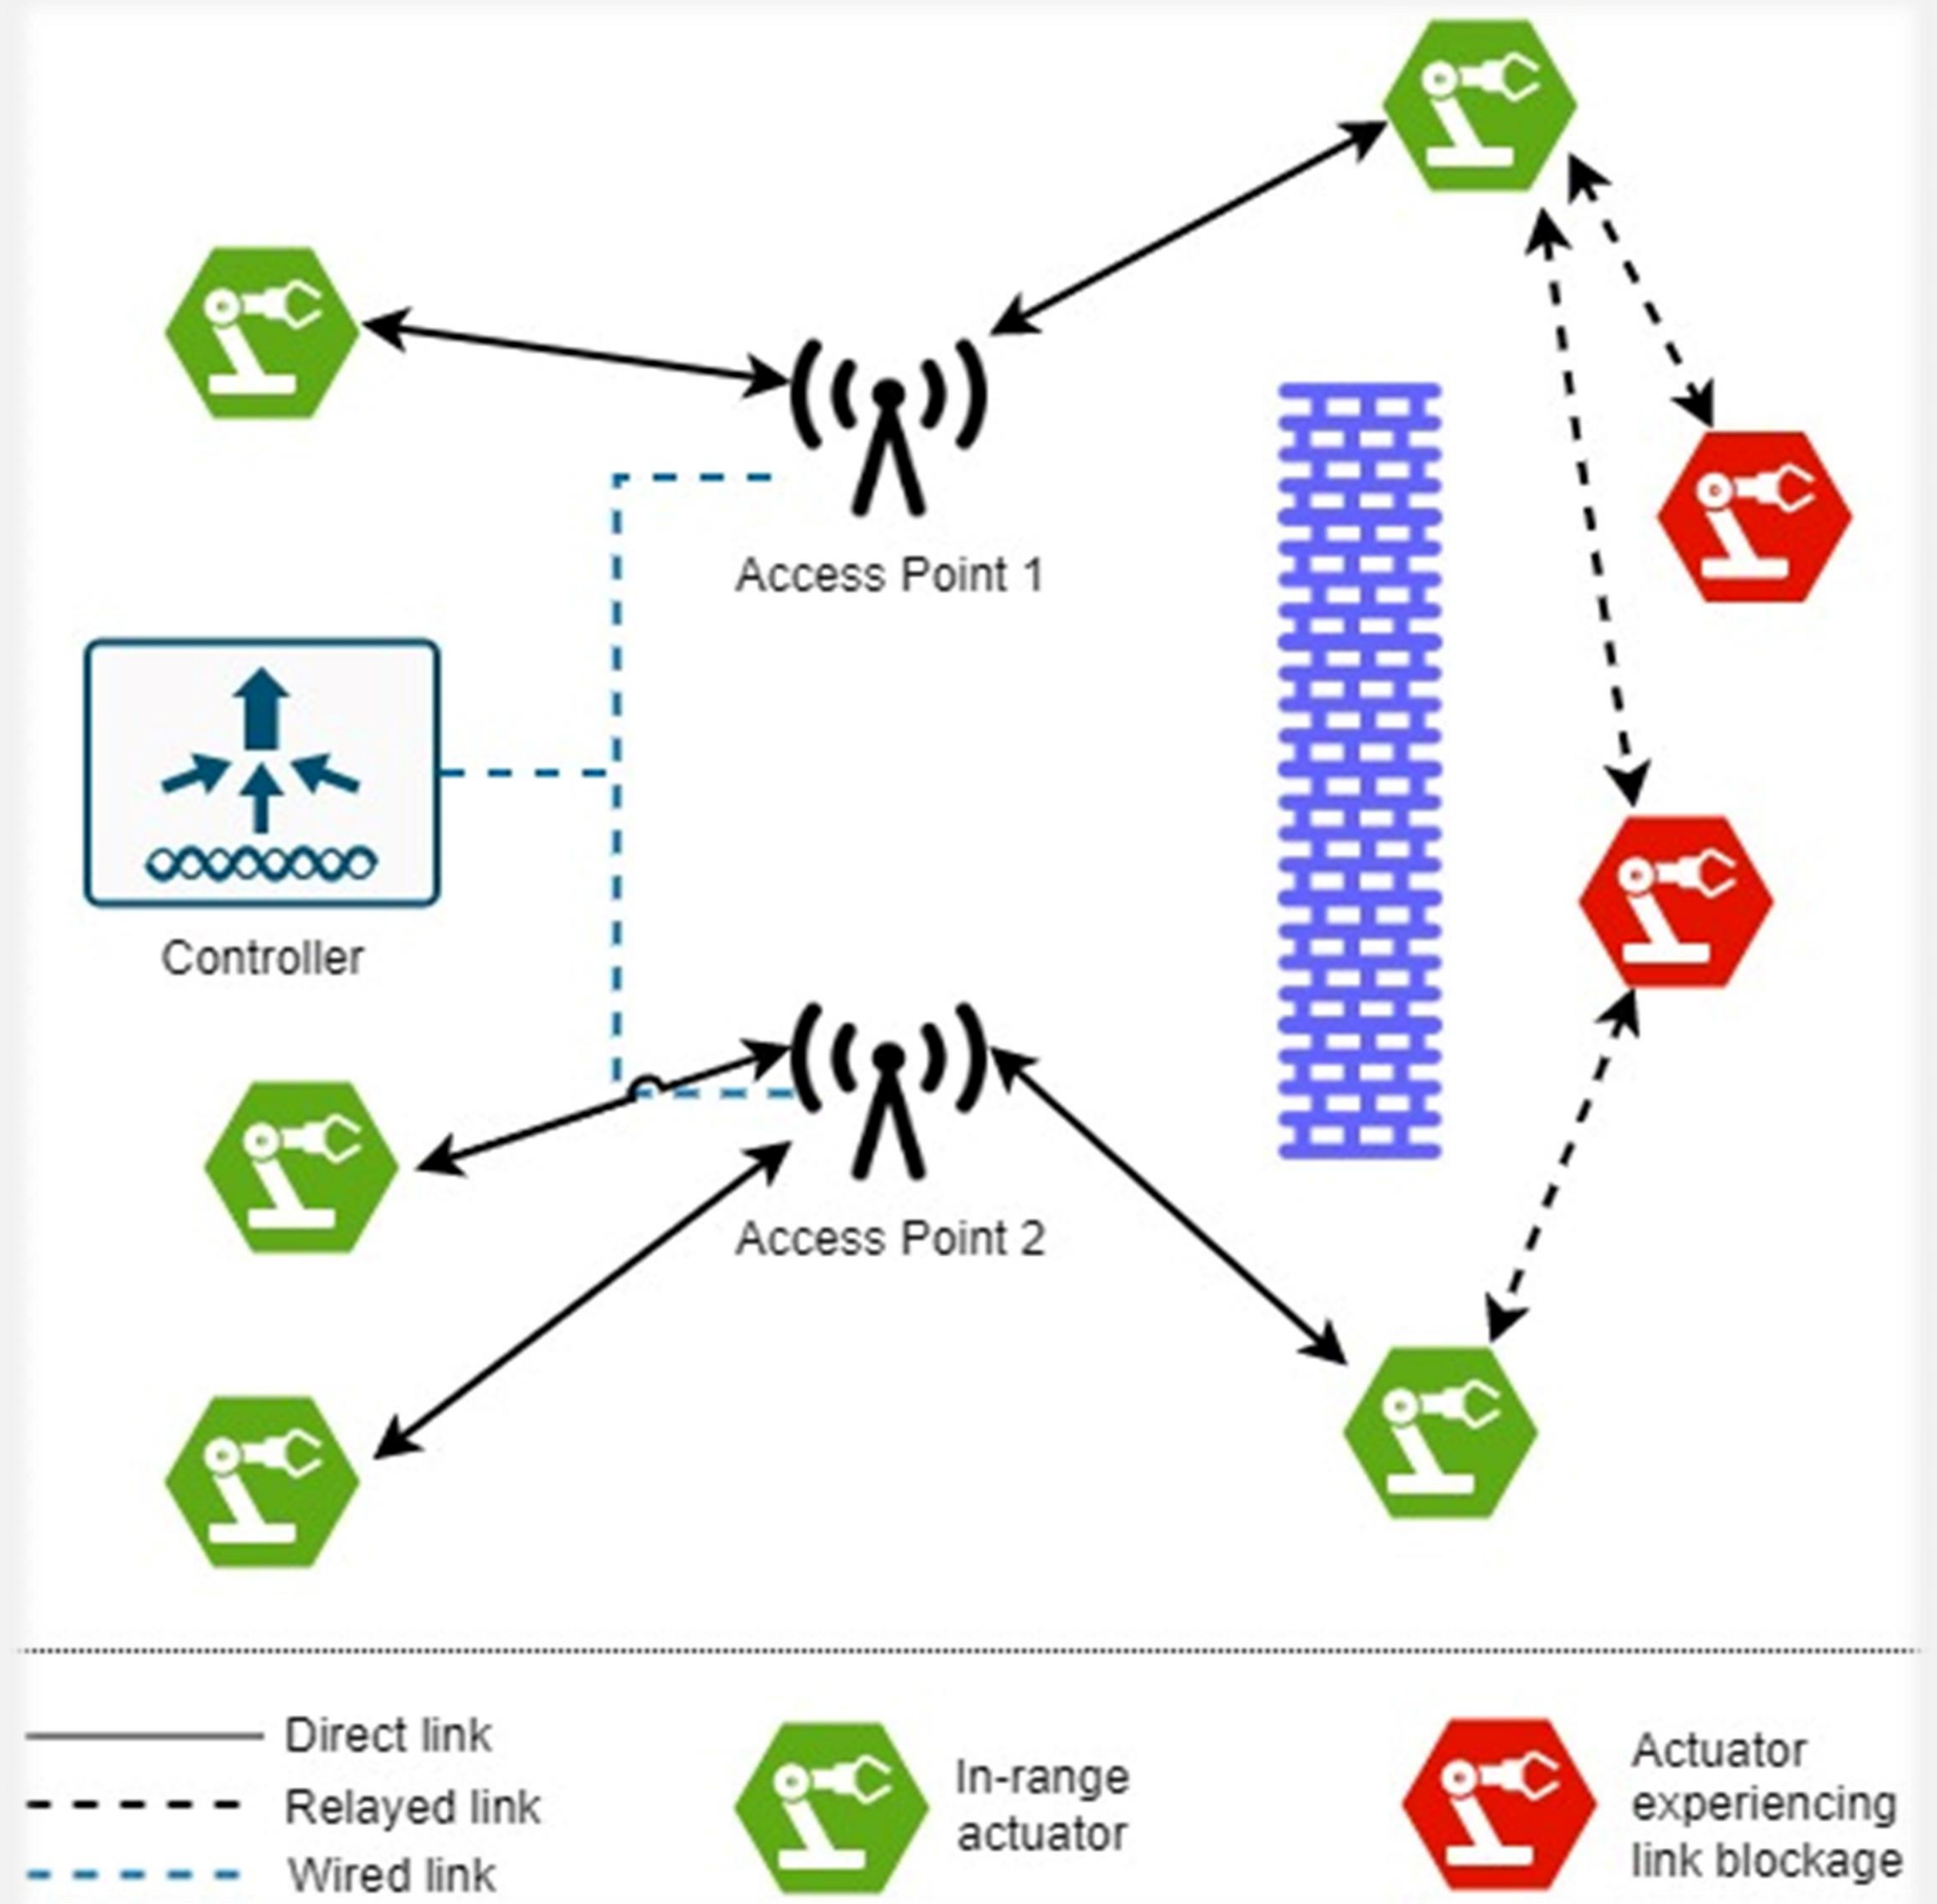 Access Point 1
Controller
Access Point 2
Direct link
Relayed link
Wired link
In-range
actuator
Actuator
experiencing
link blockage